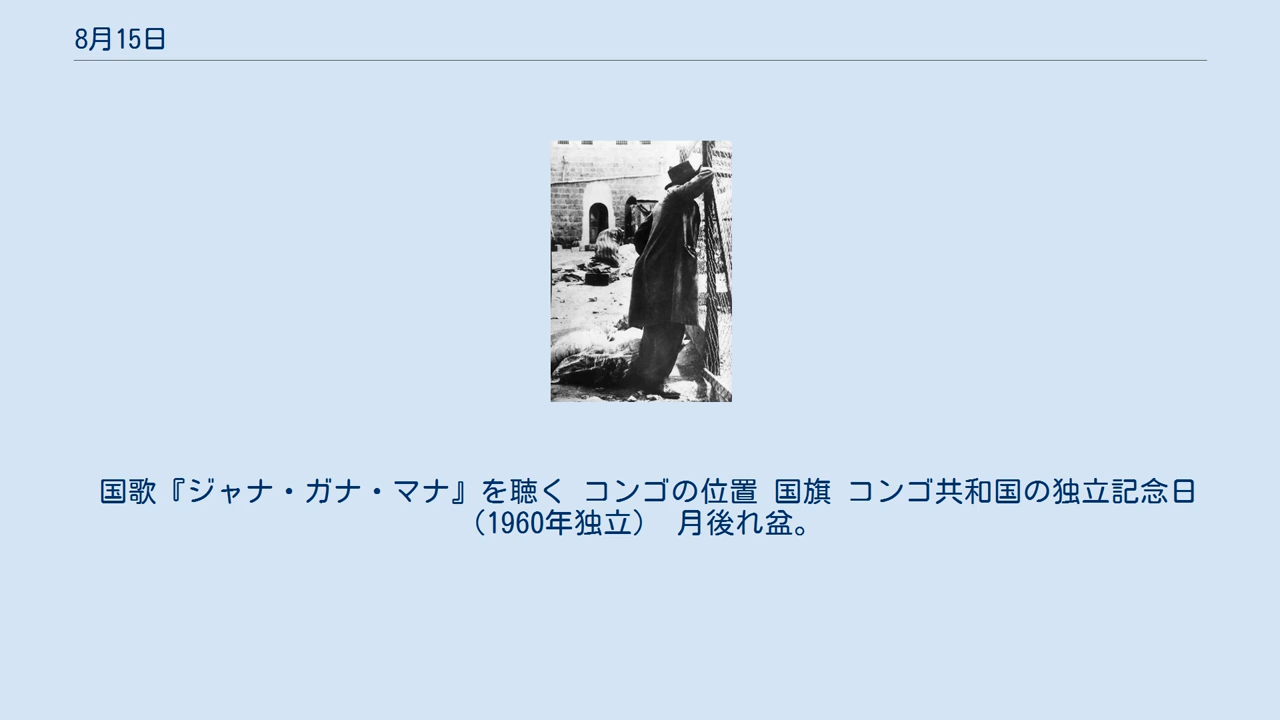 8月15日
国歌『ジャナ・ガナ・マナ』を聴く コンゴの位置 国旗 コンゴ共和国の独立記念日
（1960年独立） 月後れ盆。